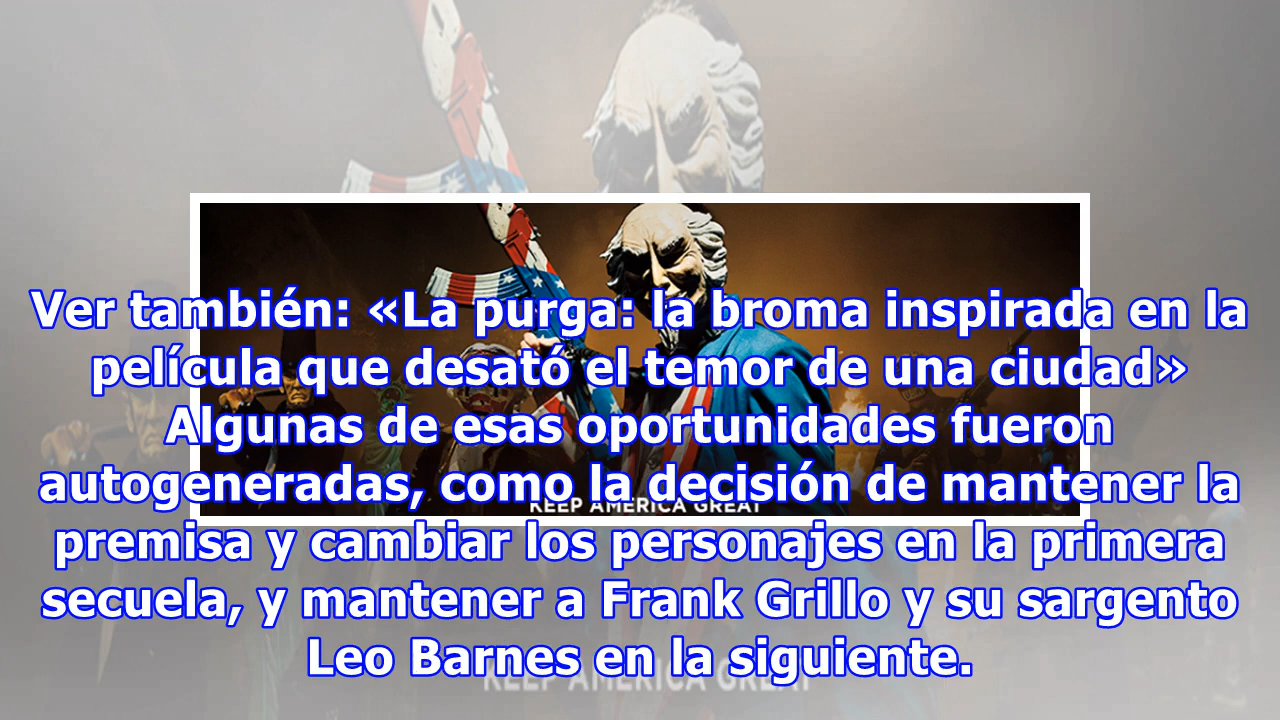 Ver también: «La purga: la broma inspirada en la
película que desató el temor de una ciudad»
Algunas de esas oportunidades fueron
autogeneradas, como la decisión de mantener la
KEEP AMERICA GREAT
premisa y cambiar los personajes en la primera
secuela, y mantener a Frank Grillo y su sargento
Leo Barnes en la siguiente.
KEEP AMERICA GREAT